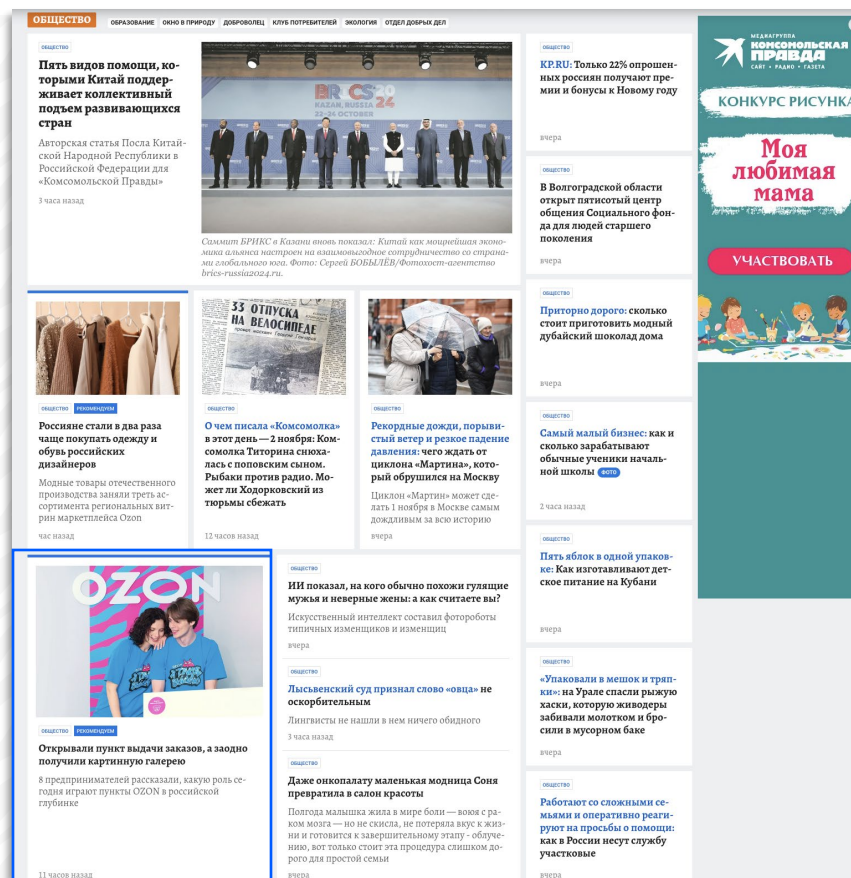 ОБЩЕСТВО
ОБРАЗОВАНИЕ ОКНО В ПРИРОДУ ДОБРОВОЛЕЦ КЛУБ ПОТРЕБИТЕЛЕЙ ЭКОЛОГИЯ ОТДЕЛ ДОБРЫХ ДЕЛ
ОБЩЕСТВО
Пять видов помощи, ко-
торыми Китай поддер-
живает коллективный
подъем развивающихся
стран
Авторская статья Посла Китай-
ской Народной Республики в
Российской Федерации для
«Комсомольской Правды»
3 часа назад
BRICS 2024
KAZAN, RUSSIA
22-24 OCTOBER
Саммит БРИКС в Казани вновь показал: Китай как мощнейшая эконо-
мика альянса настроен на взаимовыгодное сотрудничество со страна-
ми глобального юга. Фото: Сергей БОБЫЛЁВ/Фотохост-агентство
brics-russia2024.ru.
ОБЩЕСТВО РЕКОМЕНДУЕМ
Россияне стали в два раза
чаще покупать одежду и
обувь российских
дизайнеров
Модные товары отечественного
производства заняли треть ас-
сортимента региональных вит-
рин маркетплейса Ozon
час назад
33 ОТПУСКА
НА ВЕЛОСИПЕДЕ
ОБЩЕСТВО
О чем писала «Комсомолка»
в этот день — 2 ноября: Ком-
сомолка Титорина снюха-
лась с поповским сыном.
Рыбаки против радио. Мо-
жет ли Ходорковский из
тюрьмы сбежать
12 часов назад
ОБЩЕСТВО
Рекордные дожди, порыви-
стый ветер и резкое падение
давления: чего ждать от
циклона «Мартина», кото-
рый обрушился на Москву
Циклон «Мартин» может сде-
лать 1 ноября в Москве самым
дождливым за всю историю
вчера
OZON
ОБЩЕСТВО РЕКОМЕНДУЕМ
Открывали пункт выдачи заказов, а заодно
получили картинную галерею
8 предпринимателей рассказали, какую роль се-
годня играют пункты OZON в российской
глубинке
11 часов назад
ОБЩЕСТВО
ИИ показал, на кого обычно похожи гулящие
мужья и неверные жены: а как считаете вы?
Искусственный интеллект составил фотороботы
типичных изменщиков и изменщиц
вчера
ОБЩЕСТВО
Лысьвенский суд признал слово «овца» не
оскорбительным
Лингвисты не нашли в нем ничего обидного
3 часа назад
ОБЩЕСТВО
Даже онкопалату маленькая модница Соня
превратила в салон красоты
Полгода малышка жила в мире боли — воюя с ра-
ком мозга — но не скисла, не потеряла вкус к жиз-
ни и готовится к завершительному этапу - облуче-
нию, вот только стоит эта процедура слишком до-
рого для простой семьи
вчера
ОБЩЕСТВО
KP.RU: Только 22% опрошен-
ных россиян получают пре-
мии и бонусы к Новому году
вчера
ОБЩЕСТВО
В Волгоградской области
открыт пятисотый центр
общения Социального фон-
да для людей старшего
поколения
вчера
ОБЩЕСТВО
Приторно дорого: сколько
стоит приготовить модный
дубайский шоколад дома
вчера
ОБЩЕСТВО
Самый малый бизнес: как и
сколько зарабатывают
обычные ученики началь-
ной школы ФОТО
2 часа назад
ОБЩЕСТВО
Пять яблок в одной упаков-
ке: Как изготавливают дет-
ское питание на Кубани
вчера
ОБЩЕСТВО
«Упаковали в мешок и тряп-
ки»: на Урале спасли рыжую
хаски, которую живодеры
забивали молотком и бро-
сили в мусорном баке
вчера
ОБЩЕСТВО
Работают со сложными се-
мьями и оперативно реаги-
руют на просьбы о помощи:
как в России несут службу
участковые
вчера
МЕДИАГРУППА
КОМСОМОЛЬСКАЯ
ПРАВДА
САЙТ • РАДИО • ГАЗЕТА
КОНКУРС РИСУНКА
Моя
любимая
мама
УЧАСТВОВАТЬ